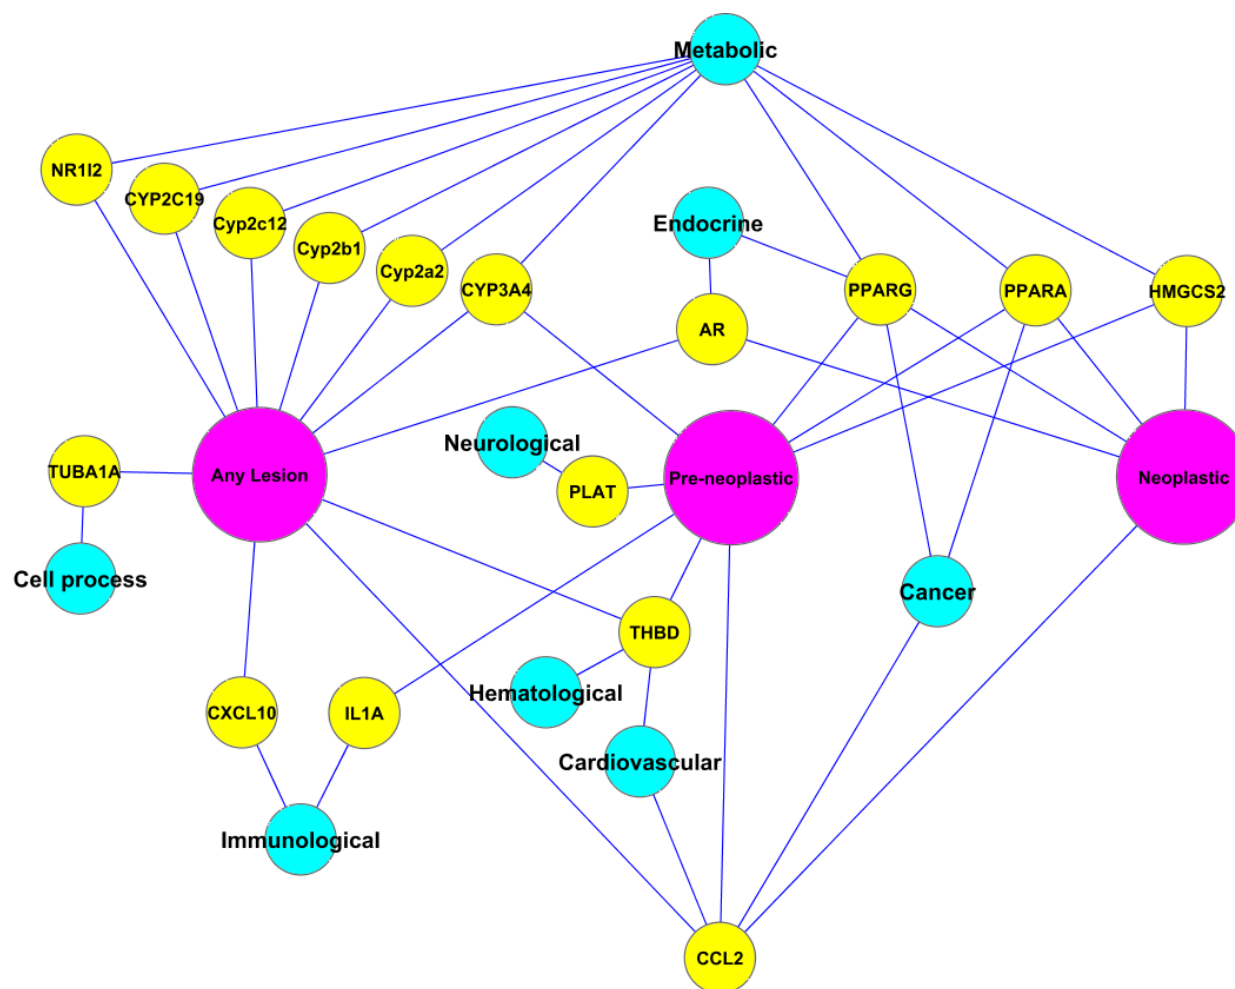 Metabolic
NR1I2
CYP2C19
Cyp2c12
Endocrine
Cyp2b1
Cyp2a2
CYP3A4
PPARG
PPARA
HMGCS2
AR
Neurological
TUBA1A
Any Lesion
Pre-neoplastic
Neoplastic
PLAT
Cell process
Cancer
THBD
Hematological
CXCL10
IL1A
Cardiovascular
Immunological
CCL2